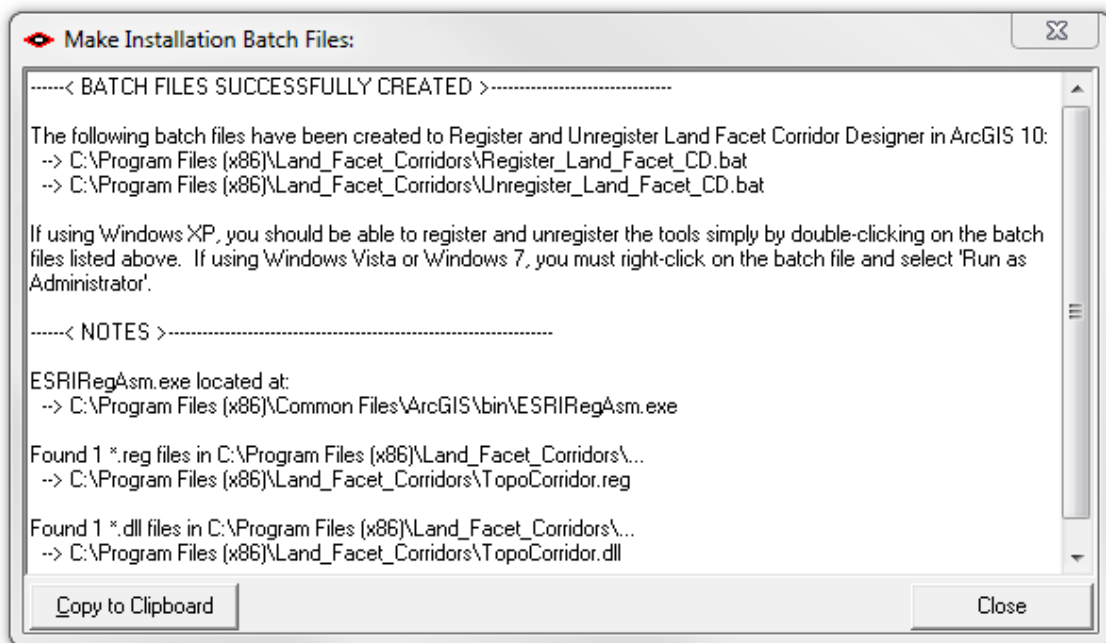 Make Installation Batch Files:
------< BATCH FILES SUCCESSFULLY CREATED >--------------------------------
The following batch files have been created to Register and Unregister Land Facet Corridor Designer in ArcGIS 10:
--> C:\Program Files (x86)\Land_Facet_Corridors\Register_Land_Facet_CD.bat
--> C:\Program Files (x86)\Land_Facet_Corridors\Unregister_Land_Facet_CD.bat
If using Windows XP, you should be able to register and unregister the tools simply by double-clicking on the batch
files listed above.  If using Windows Vista or Windows 7, you must right-click on the batch file and select 'Run as
Administrator'.
------< NOTES >--------------------------------------------------------------------
ESRIRegAsm.exe located at:
--> C:\Program Files (x86)\Common Files\ArcGIS\bin\ESRIRegAsm.exe
Found 1 *.reg files in C:\Program Files (x86)\Land_Facet_Corridors\...
--> C:\Program Files (x86)\Land_Facet_Corridors\TopoCorridor.reg
Found 1 *.dll files in C:\Program Files (x86)\Land_Facet_Corridors\...
--> C:\Program Files (x86)\Land_Facet_Corridors\TopoCorridor.dll
Copy to Clipboard
Close